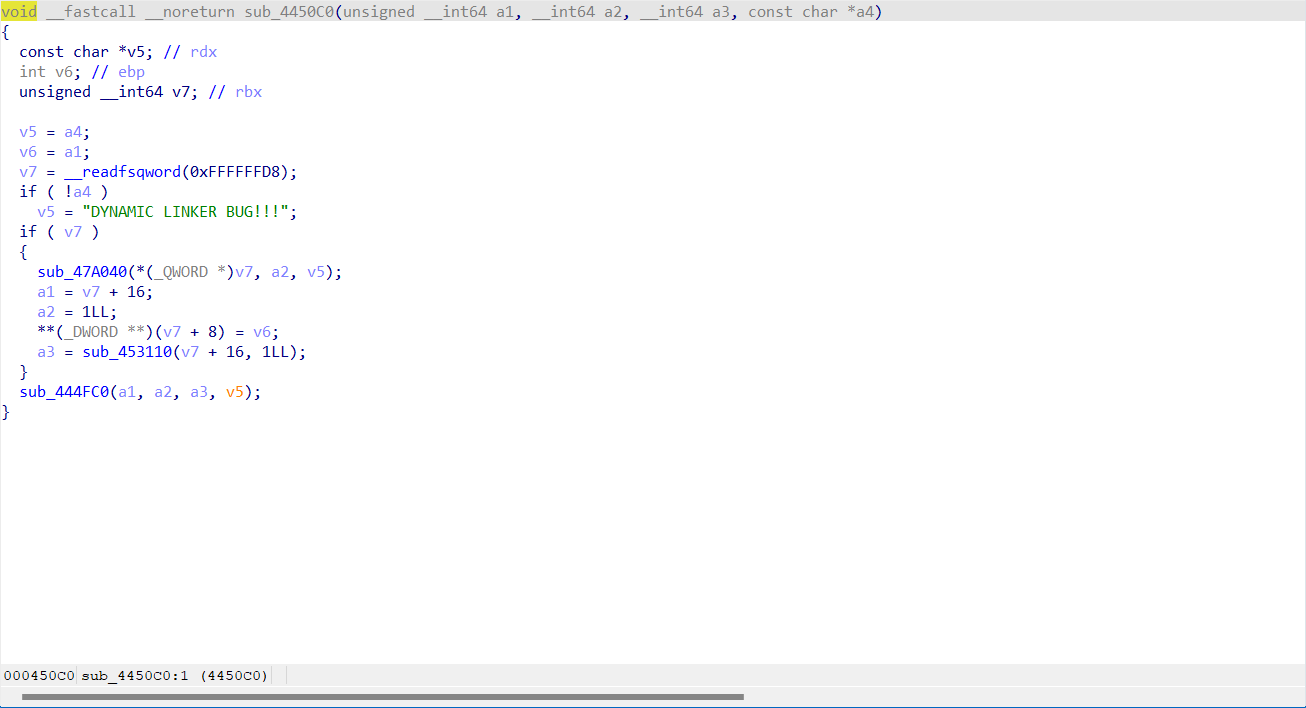 void __fastcall __noreturn sub_4450C0(unsigned __int64 a1, __int64 a2, __int64 a3, const char *a4)
{
  const char *v5; // rdx
  int v6; // ebp
  unsigned __int64 v7; // rbx

  v5 = a4;
  v6 = a1;
  v7 = __readfsqword(0xFFFFFFD8);
  if ( !a4 )
    v5 = "DYNAMIC LINKER BUG!!!";
  if ( v7 )
  {
    sub_47A040(*(_QWORD *)v7, a2, v5);
    a1 = v7 + 16;
    a2 = 1LL;
    **(_DWORD **)(v7 + 8) = v6;
    a3 = sub_453110(v7 + 16, 1LL);
  }
  sub_444FC0(a1, a2, a3, v5);
}
000450C0 sub_4450C0:1 (4450C0)